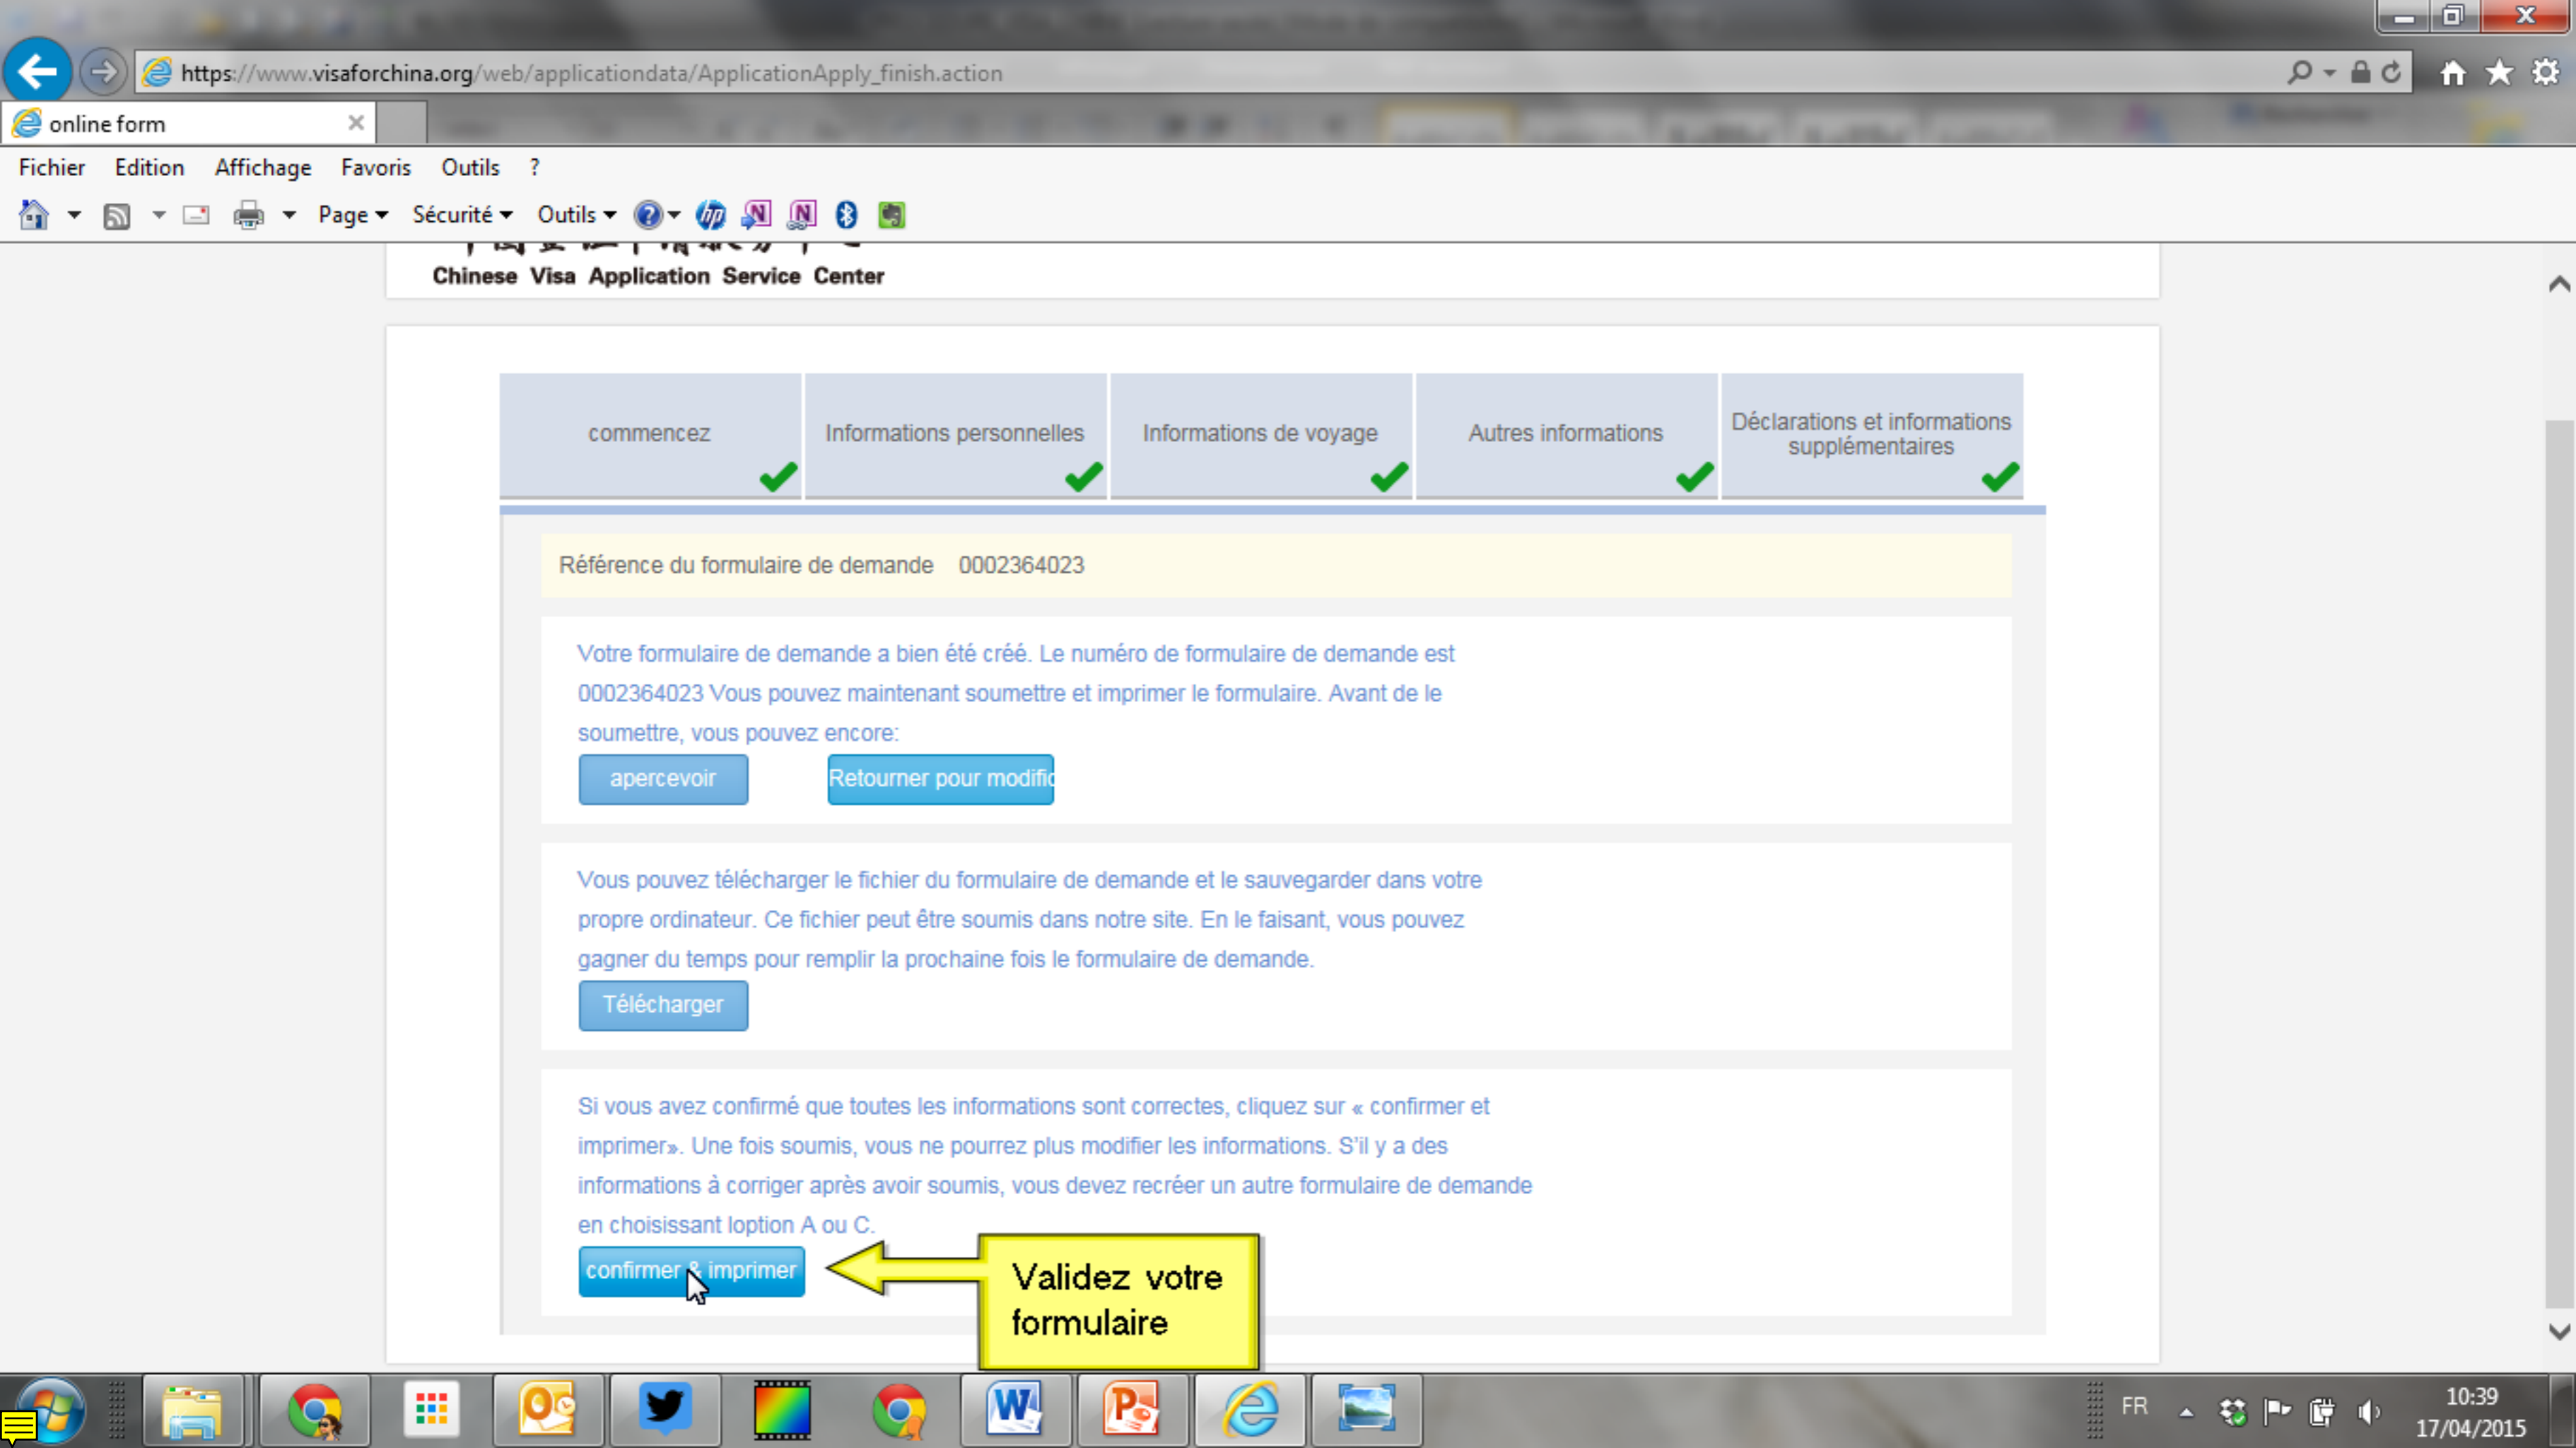 https://www.visaforchina.org/web/applicationdata/ApplicationApply_finish.action
online form
Fichier Edition Affichage Favoris Outils ?
Page Sécurité Outils
Chinese Visa Application Service Center
commencez
Informations personnelles
Informations de voyage
Autres informations
Déclarations et informations
supplémentaires
Référence du formulaire de demande 0002364023
Votre formulaire de demande a bien été créé. Le numéro de formulaire de demande est
0002364023 Vous pouvez maintenant soumettre et imprimer le formulaire. Avant de le
soumettre, vous pouvez encore:
apercevoir
Retourner pour modific
Vous pouvez télécharger le fichier du formulaire de demande et le sauvegarder dans votre
propre ordinateur. Ce fichier peut être soumis dans notre site. En le faisant, vous pouvez
gagner du temps pour remplir la prochaine fois le formulaire de demande.
Télécharger
Si vous avez confirmé que toutes les informations sont correctes, cliquez sur « confirmer et
imprimer». Une fois soumis, vous ne pourrez plus modifier les informations. S'il y a des
informations à corriger après avoir soumis, vous devez recréer un autre formulaire de demande
en choisissant loption A ou C.
confirmer & imprimer
Validez votre
formulaire
FR
10:39
17/04/2015